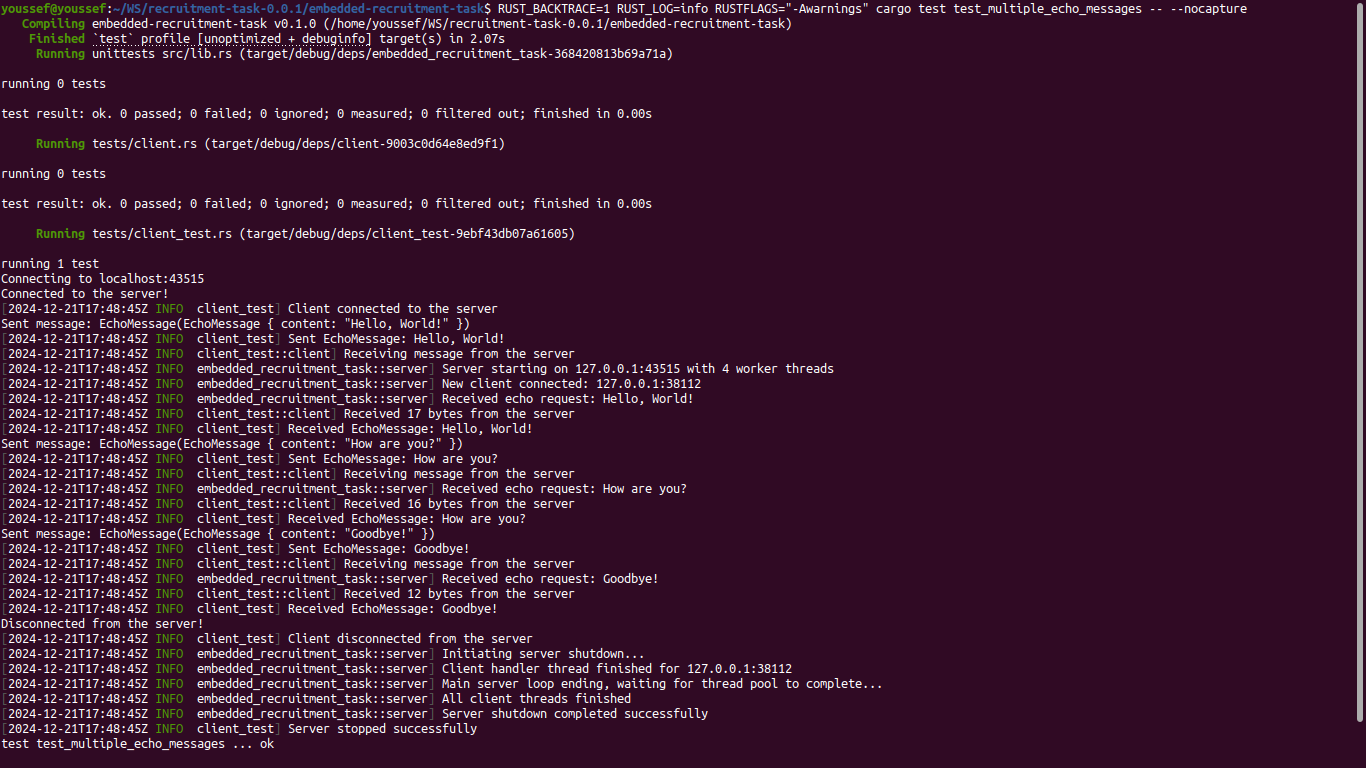 youssef@youssef:~/WS/recruitment-task-0.0.1/embedded-recruitment-task$ RUST_BACKTRACE=1 RUST_LOG=info RUSTFLAGS="-Awarnings" cargo test test_multiple_echo_messages -- --nocapture
   Compiling embedded-recruitment-task v0.1.0 (/home/youssef/WS/recruitment-task-0.0.1/embedded-recruitment-task)
    Finished `test` profile [unoptimized + debuginfo] target(s) in 2.07s
     Running unittests src/lib.rs (target/debug/deps/embedded_recruitment_task-368420813b69a71a)

running 0 tests

test result: ok. 0 passed; 0 failed; 0 ignored; 0 measured; 0 filtered out; finished in 0.00s

     Running tests/client.rs (target/debug/deps/client-9003c0d64e8ed9f1)

running 0 tests

test result: ok. 0 passed; 0 failed; 0 ignored; 0 measured; 0 filtered out; finished in 0.00s

     Running tests/client_test.rs (target/debug/deps/client_test-9ebf43db07a61605)

running 1 test
Connecting to localhost:43515
Connected to the server!
[2024-12-21T17:48:45Z INFO  client_test] Client connected to the server
Sent message: EchoMessage(EchoMessage { content: "Hello, World!" })
[2024-12-21T17:48:45Z INFO  client_test] Sent EchoMessage: Hello, World!
[2024-12-21T17:48:45Z INFO  client_test::client] Receiving message from the server
[2024-12-21T17:48:45Z INFO  embedded_recruitment_task::server] Server starting on 127.0.0.1:43515 with 4 worker threads
[2024-12-21T17:48:45Z INFO  embedded_recruitment_task::server] New client connected: 127.0.0.1:38112
[2024-12-21T17:48:45Z INFO  embedded_recruitment_task::server] Received echo request: Hello, World!
[2024-12-21T17:48:45Z INFO  client_test::client] Received 17 bytes from the server
[2024-12-21T17:48:45Z INFO  client_test] Received EchoMessage: Hello, World!
Sent message: EchoMessage(EchoMessage { content: "How are you?" })
[2024-12-21T17:48:45Z INFO  client_test] Sent EchoMessage: How are you?
[2024-12-21T17:48:45Z INFO  client_test::client] Receiving message from the server
[2024-12-21T17:48:45Z INFO  embedded_recruitment_task::server] Received echo request: How are you?
[2024-12-21T17:48:45Z INFO  client_test::client] Received 16 bytes from the server
[2024-12-21T17:48:45Z INFO  client_test] Received EchoMessage: How are you?
Sent message: EchoMessage(EchoMessage { content: "Goodbye!" })
[2024-12-21T17:48:45Z INFO  client_test] Sent EchoMessage: Goodbye!
[2024-12-21T17:48:45Z INFO  client_test::client] Receiving message from the server
[2024-12-21T17:48:45Z INFO  embedded_recruitment_task::server] Received echo request: Goodbye!
[2024-12-21T17:48:45Z INFO  client_test::client] Received 12 bytes from the server
[2024-12-21T17:48:45Z INFO  client_test] Received EchoMessage: Goodbye!
Disconnected from the server!
[2024-12-21T17:48:45Z INFO  client_test] Client disconnected from the server
[2024-12-21T17:48:45Z INFO  embedded_recruitment_task::server] Initiating server shutdown...
[2024-12-21T17:48:45Z INFO  embedded_recruitment_task::server] Client handler thread finished for 127.0.0.1:38112
[2024-12-21T17:48:45Z INFO  embedded_recruitment_task::server] Main server loop ending, waiting for thread pool to complete...
[2024-12-21T17:48:45Z INFO  embedded_recruitment_task::server] All client threads finished
[2024-12-21T17:48:45Z INFO  embedded_recruitment_task::server] Server shutdown completed successfully
[2024-12-21T17:48:45Z INFO  client_test] Server stopped successfully
test test_multiple_echo_messages ... ok